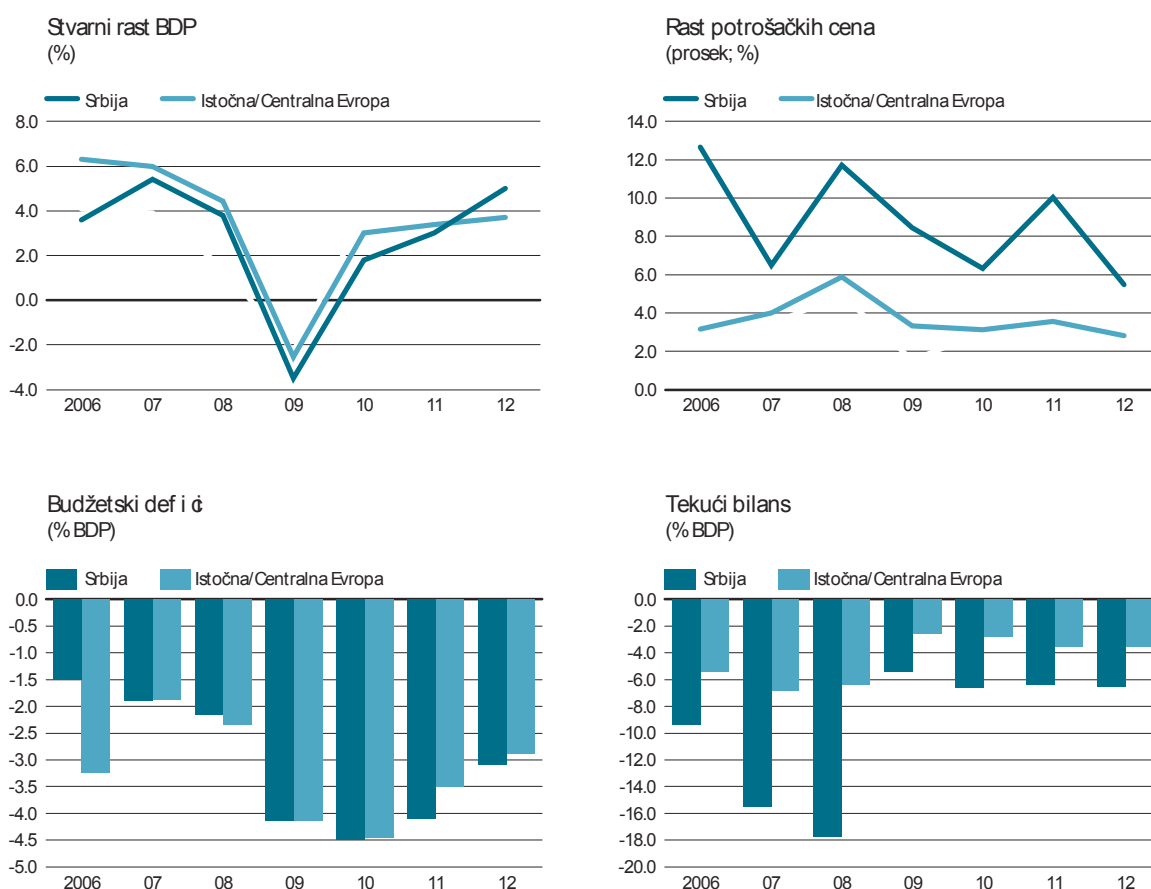 Stvarni rast BDP
(%)
Srbija Istočna/Centralna Evropa
8.0
6.0
4.0
2.0
0.0
-2.0
-4.0
2006 07 08 09 10 11 12
Rast potrošačkih cena
(prosek; %)
Srbija Istočna/Centralna Evropa
14.0
12.0
10.0
8.0
6.0
4.0
2.0
0.0
2006 07 08 09 10 11 12
Budžetski
(% BDP)
Srbija Istočna/Centralna Evropa
0.0
-0.5
-1.0
-1.5
-2.0
-2.5
-3.0
-3.5
-4.0
-4.5
-5.0
2006 07 08 09 10 11 12
Tekući bilans
(% BDP)
Srbija Istočna/Centralna Evropa
0.0
-2.0
-4.0
-6.0
-8.0
-10.0
-12.0
-14.0
-16.0
-18.0
-20.0
2006 07 08 09 10 11 12